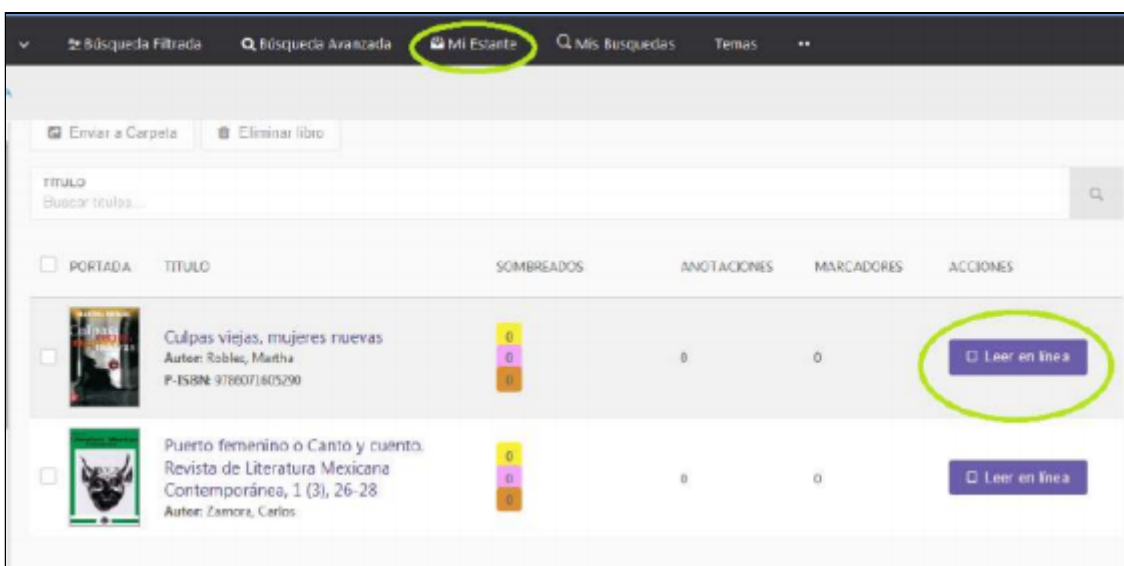 Búsqueda Filtrada Búsqueda Avanzada Mi Estante Mis Busquedas Temas ••
Enviar a Carpeta Eliminar libro
TITULO
Buscar titulos...
PORTADA TITULO SOMBREADOS ANOTACIONES MARCADORES ACCIONES
Culpas viejas, mujeres nuevas
Autor: Robles, Martha
P-ISBN: 9786071605290
0
0
0
0 0 Leer en línea
Puerto femenino o Canto y cuento.
Revista de Literatura Mexicana
Contemporánea, 1 (3), 26-28
Autor: Zamora, Carlos
0
0
0
0 0 Leer en línea